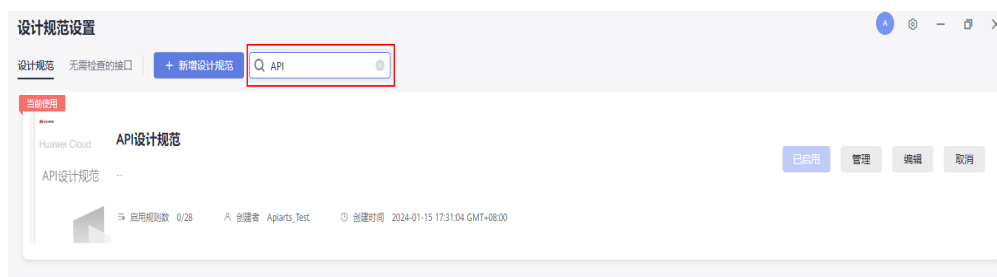 设计规范设置
A
设计规范 无需检查的接口 + 新增设计规范 API
当前使用
Huawei Cloud
API设计规范
API设计规范 --
已启用 管理 编辑 取消
启用规则数 0/28 创建者 Apiarts_Test 创建时间 2024-01-15 17:31:04 GMT+08:00